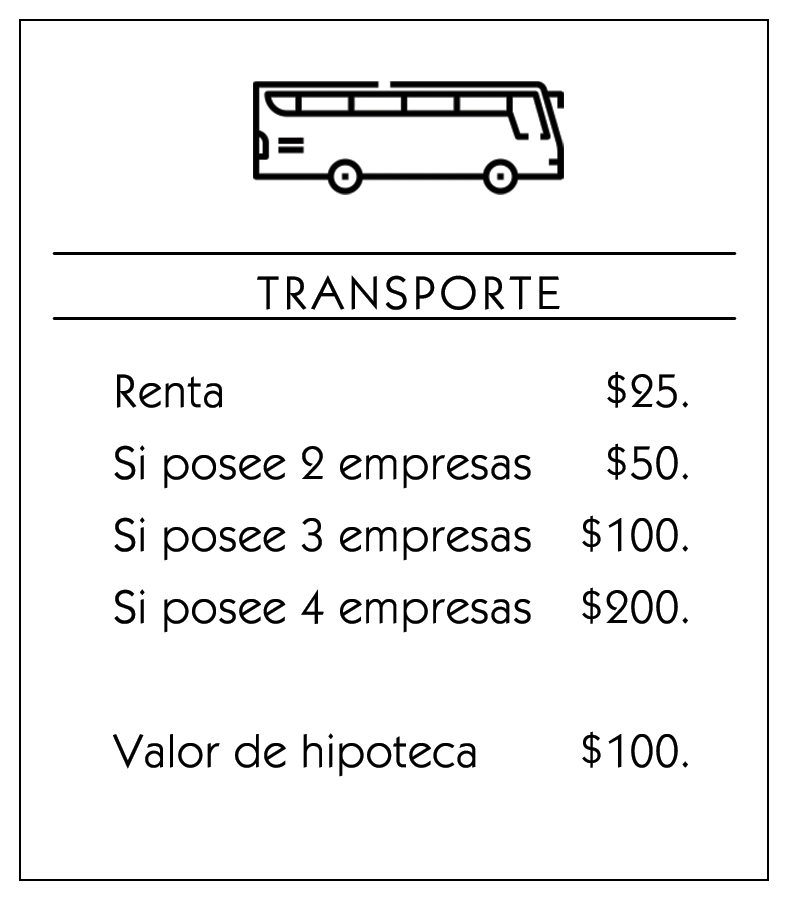 TRANSPORTE
Renta $25.
Si posee 2 empresas $50.
Si posee 3 empresas $100.
Si posee 4 empresas $200.
Valor de hipoteca $100.